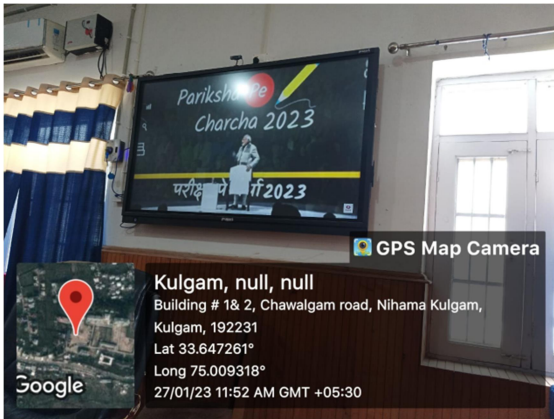 Pariksha Pe
Charcha 2023
परीक्षा पे चर्चा 2023
GPS Map Camera
Kulgam, null, null
Building # 1& 2, Chawalgam road, Nihama Kulgam,
Kulgam, 192231
Lat 33.647261°
Long 75.009318°
27/01/23 11:52 AM GMT +05:30
Google